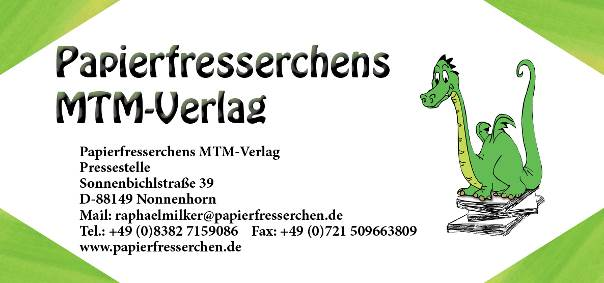 Papierfresserchens
MTM-Verlag
Papierfresserchens MTM-Verlag
Pressestelle
Sonnenbichlstraße 39
D-88149 Nonnenhorn
Mail: raphaelmilker@papierfresserchen.de
Tel.: +49 (0)8382 7159086 Fax: +49 (0)721 509663809
www.papierfresserchen.de